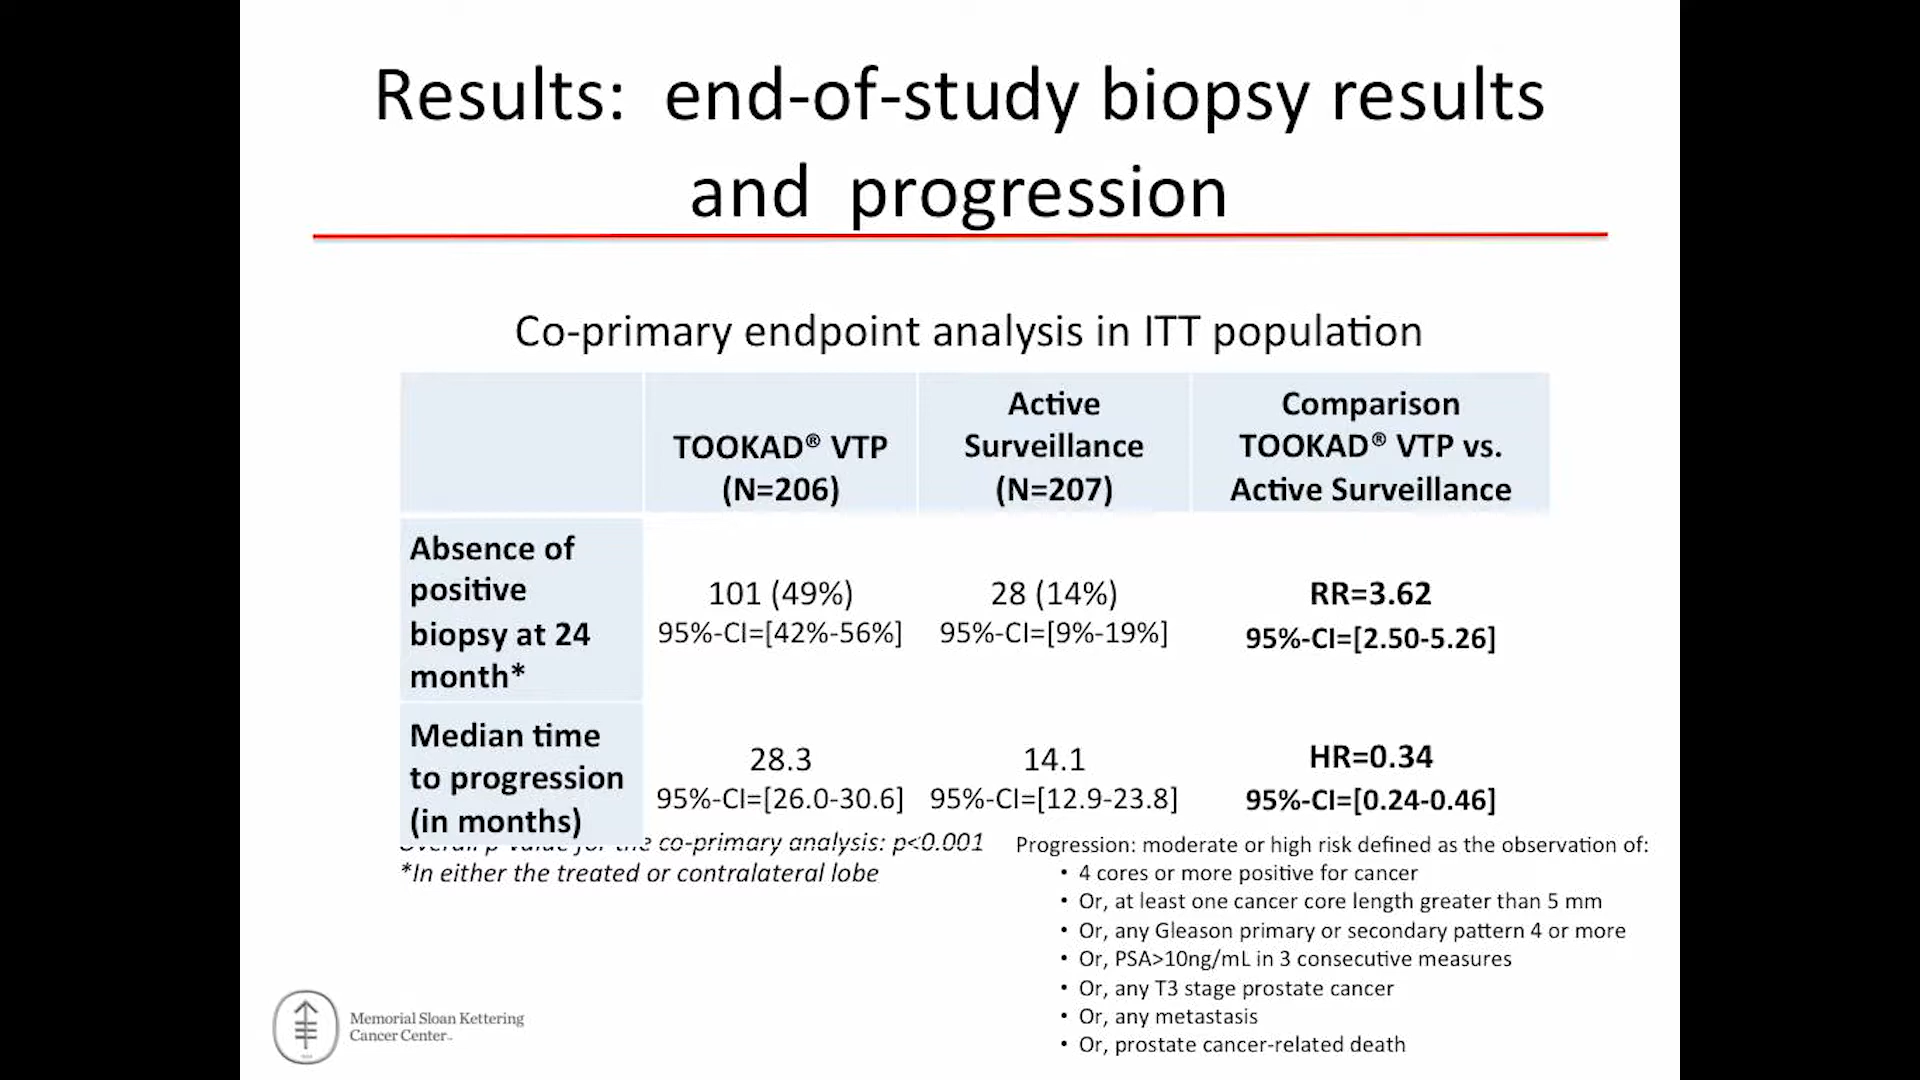 Results: end-of-study biopsy results
and progression
Co-primary endpoint analysis in ITT population
TOOKAD® VTP
(N=206)
Active
Surveillance
(N=207)
Comparison
TOOKAD® VTP vs.
Active Surveillance
Absence of
positive
biopsy at 24
month*
101 (49%)
95%-CI=[42%-56%]
28 (14%)
95%-CI=[9%-19%]
RR=3.62
95%-CI=[2.50-5.26]
Median time
to progression
(in months)
28.3
95%-CI=[26.0-30.6]
14.1
95%-CI=[12.9-23.8]
HR=0.34
95%-CI=[0.24-0.46]
Overall p-value for the co-primary analysis: p<0.001
*In either the treated or contralateral lobe
Progression: moderate or high risk defined as the observation of:
• 4 cores or more positive for cancer
• Or, at least one cancer core length greater than 5 mm
• Or, any Gleason primary or secondary pattern 4 or more
• Or, PSA>10ng/mL in 3 consecutive measures
• Or, any T3 stage prostate cancer
• Or, any metastasis
• Or, prostate cancer-related death
Memorial Sloan Kettering
Cancer Center